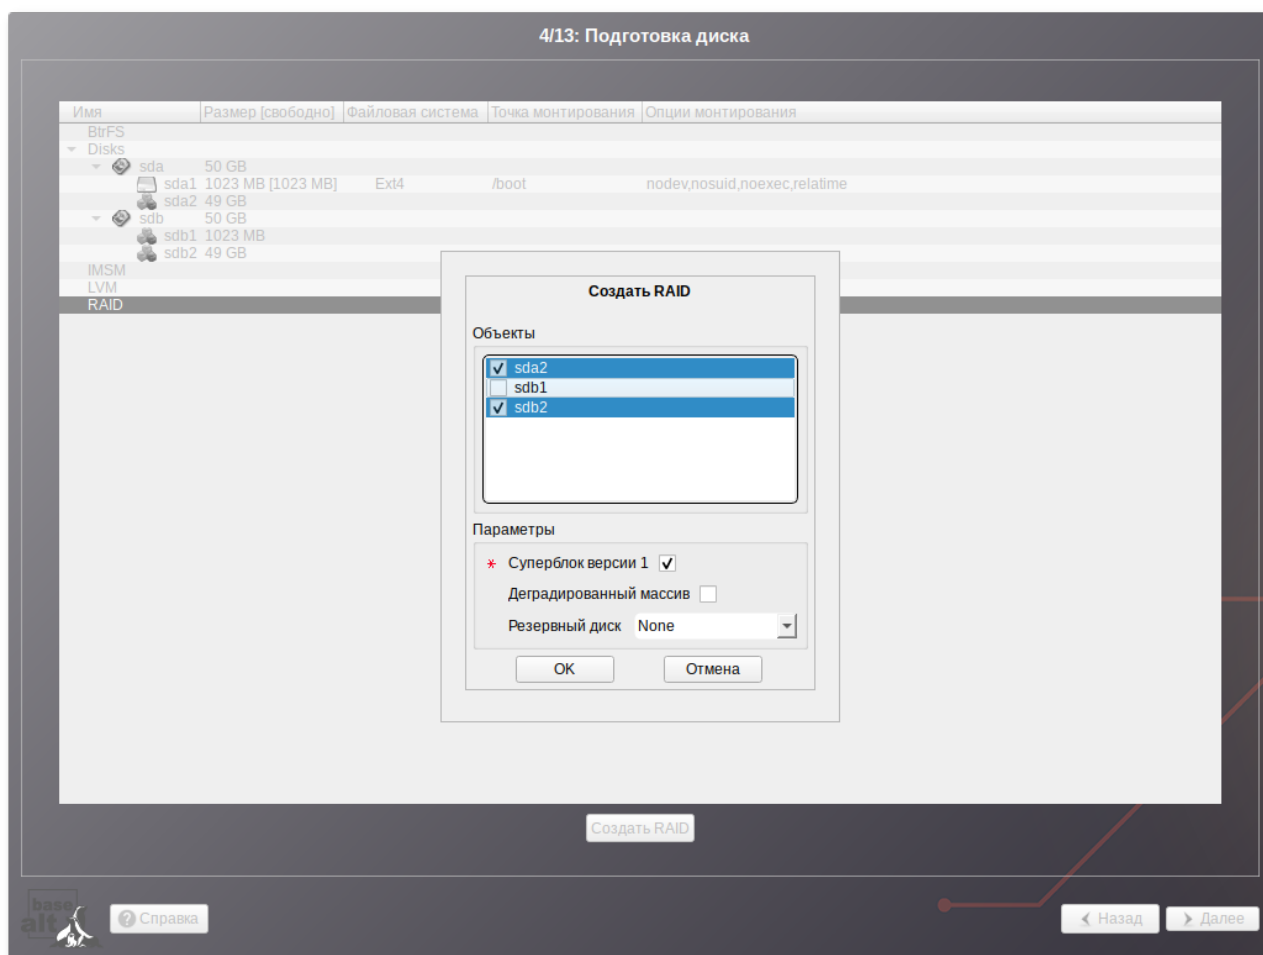 4/13: Подготовка диска
Имя Размер [свободно] Файловая система Точка монтирования Опции монтирования
BtrFS
Disks
sda 50 GB
sda1 1023 MB [1023 MB] Ext4 /boot nodev,nosuid,noexec,relatime
sda2 49 GB
sdb 50 GB
sdb1 1023 MB
sdb2 49 GB
IMSM
LVM
RAID
Создать RAID
Объекты
sda2
sdb1
sdb2
Параметры
* Суперблок версии 1
Деградированный массив
Резервный диск None
OK Отмена
Создать RAID
base
alt
? Справка
Назад Далее